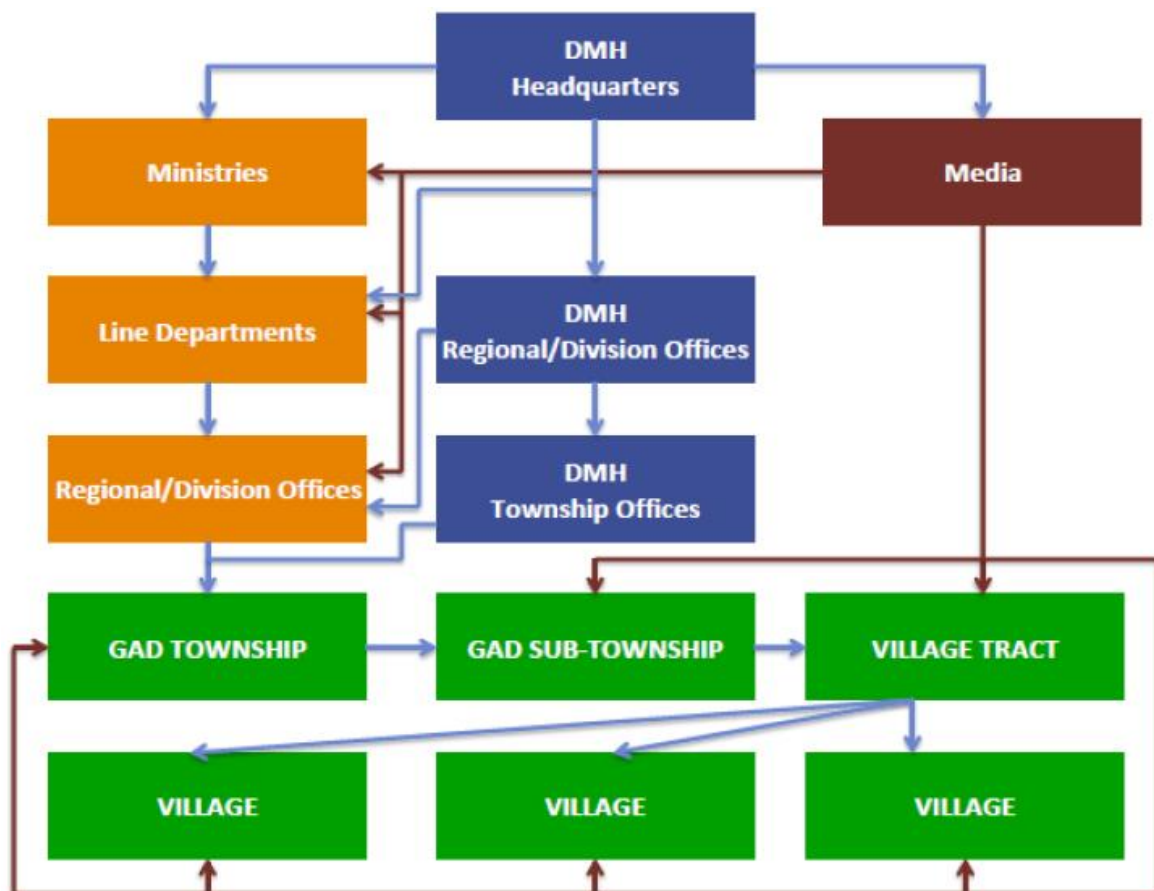 DMH
Headquarters
Ministries
Media
Line Departments
DMH
Regional/Division Offices
Regional/Division Offices
DMH
Township Offices
GAD TOWNSHIP
GAD SUB-TOWNSHIP
VILLAGE TRACT
VILLAGE
VILLAGE
VILLAGE